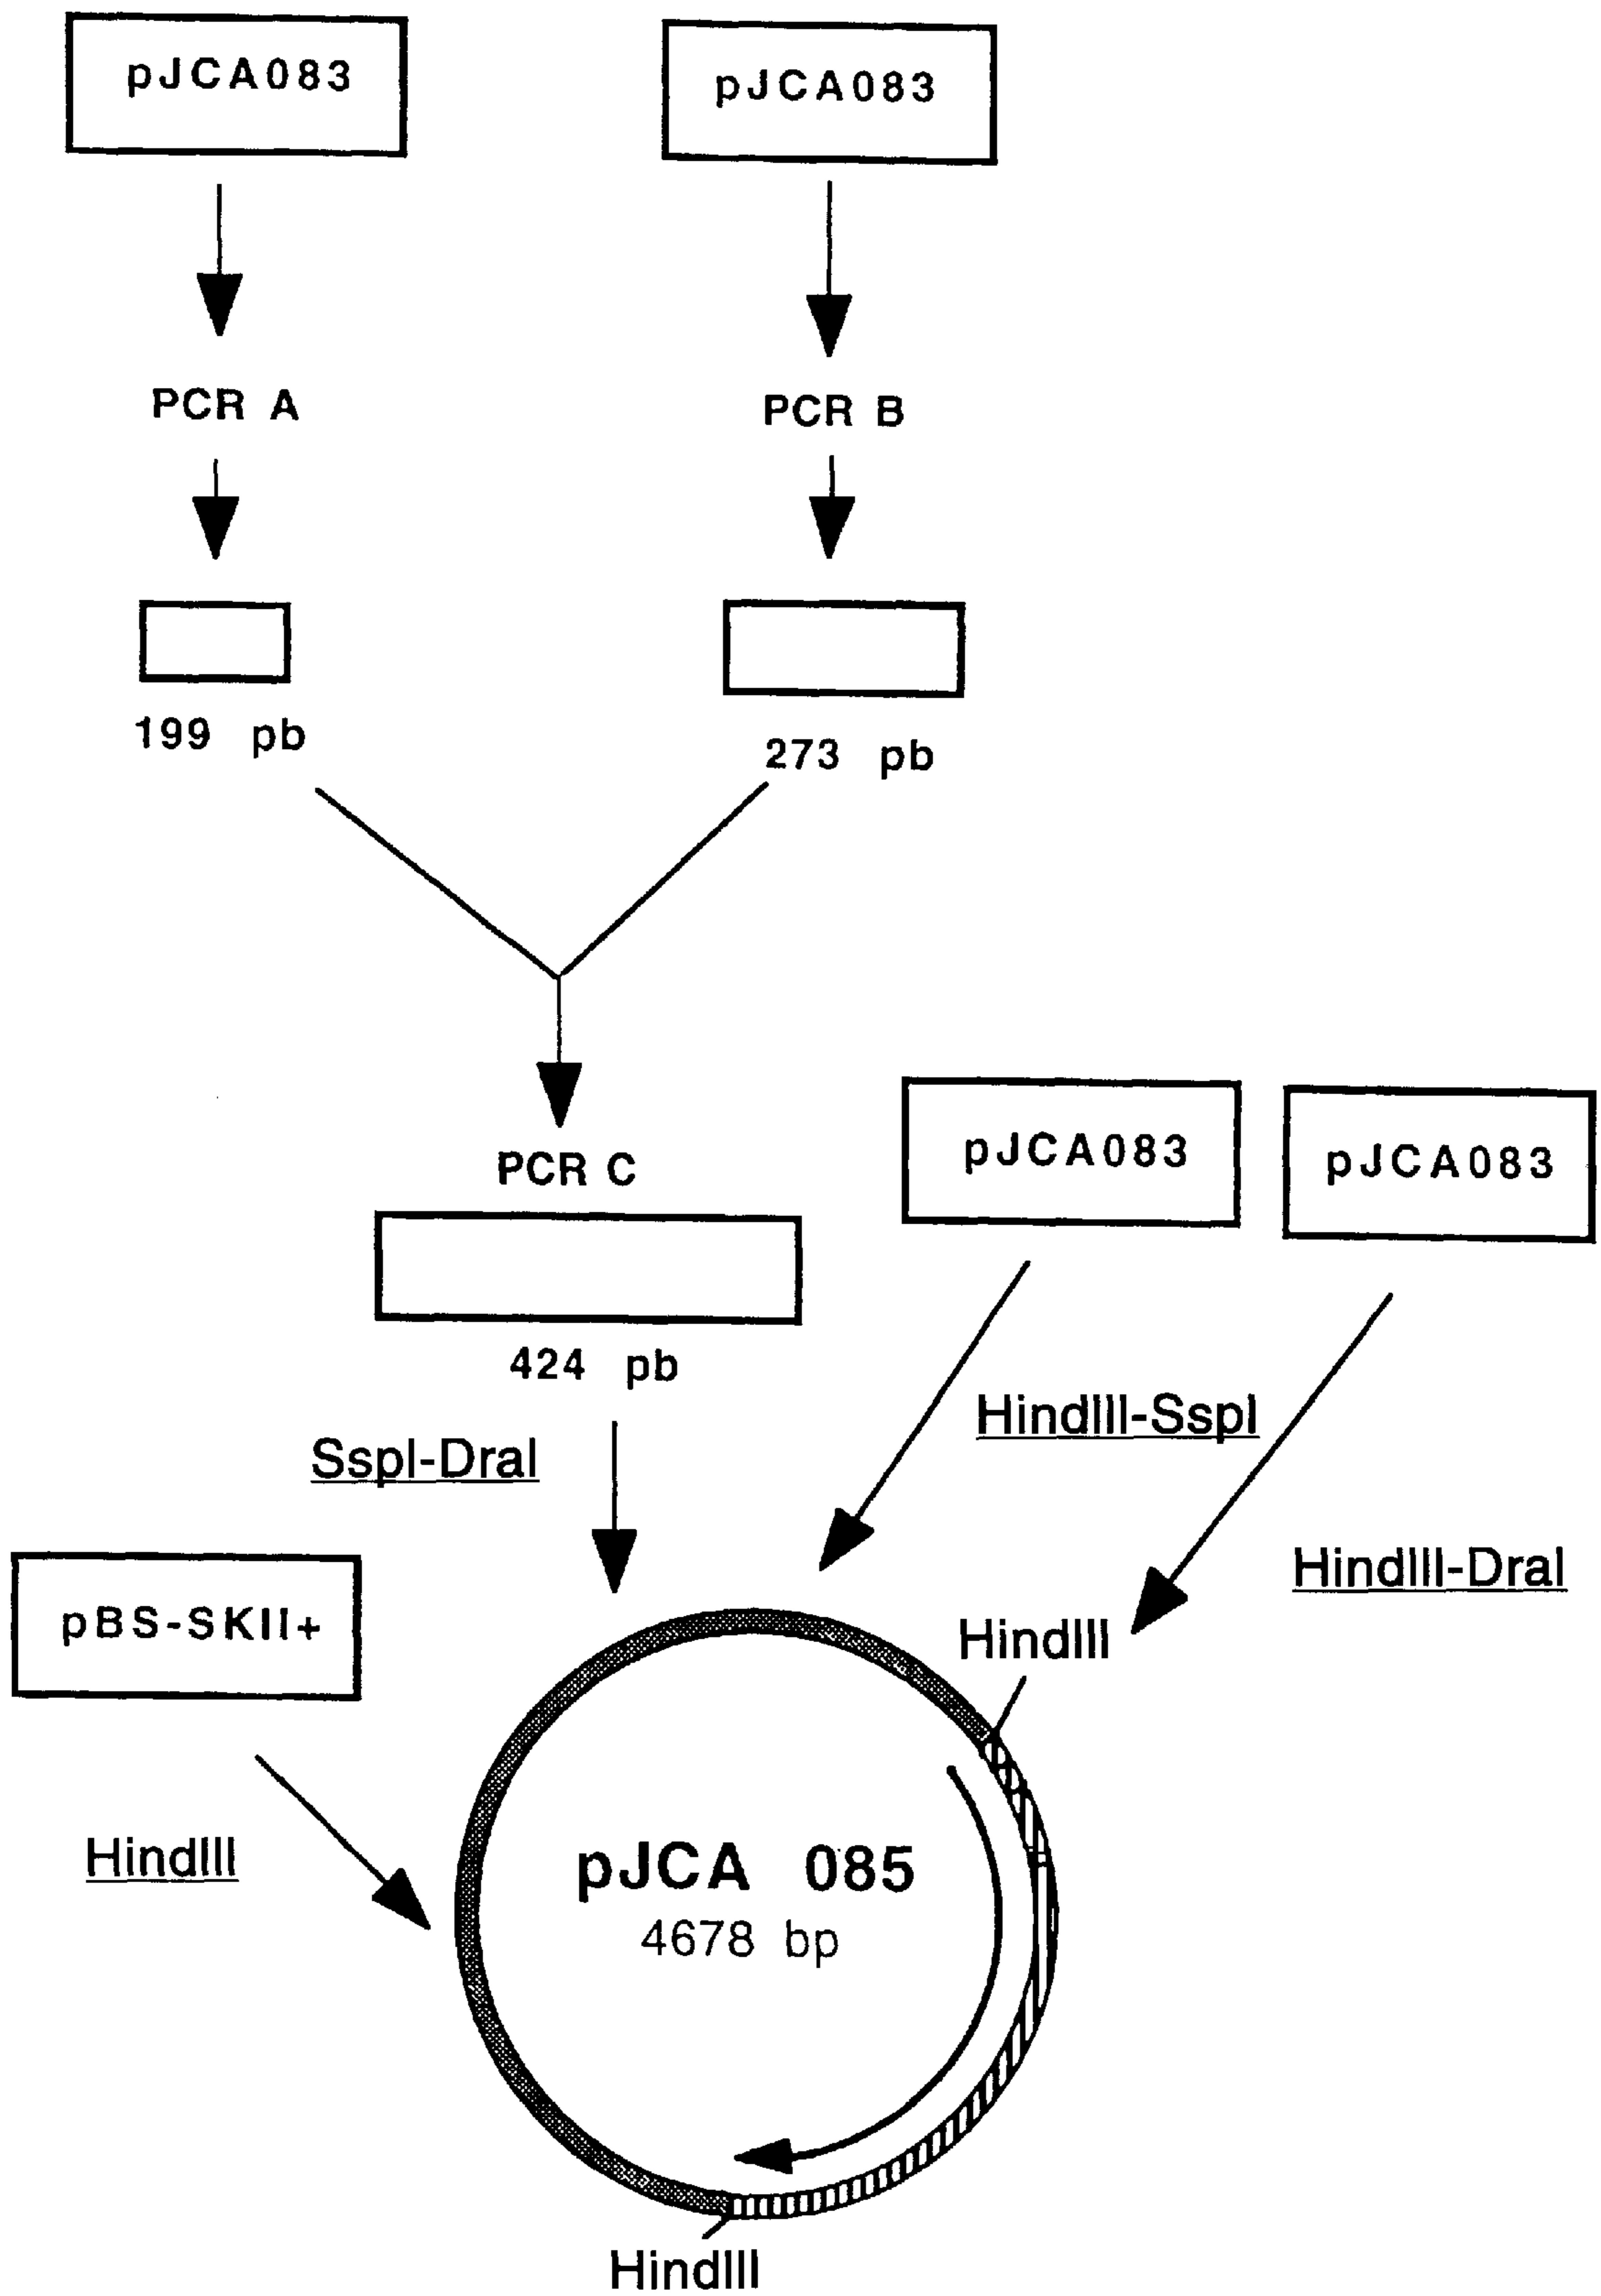 pJCA083
pJCA083
PCR A
PCR B
199 pb
273 pb
PCR C
pJCA083
pJCA083
424 pb
HindIII-SspI
SspI-DraI
HindIII-DraI
pBS-SKII+
HindIII
HindIII
pJCA 085
4678 bp
HindIII